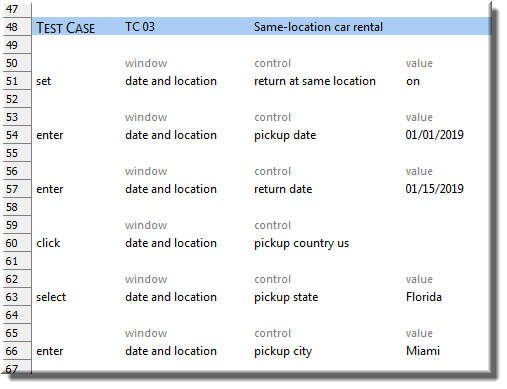 47
48 TEST CASE TC 03 Same-location car rental
49
50 window control value
51 set date and location return at same location on
52
53 window control value
54 enter date and location pickup date 01/01/2019
55
56 window control value
57 enter date and location return date 01/15/2019
58
59 window control
60 click date and location pickup country us
61
62 window control value
63 select date and location pickup state Florida
64
65 window control value
66 enter date and location pickup city Miami
67